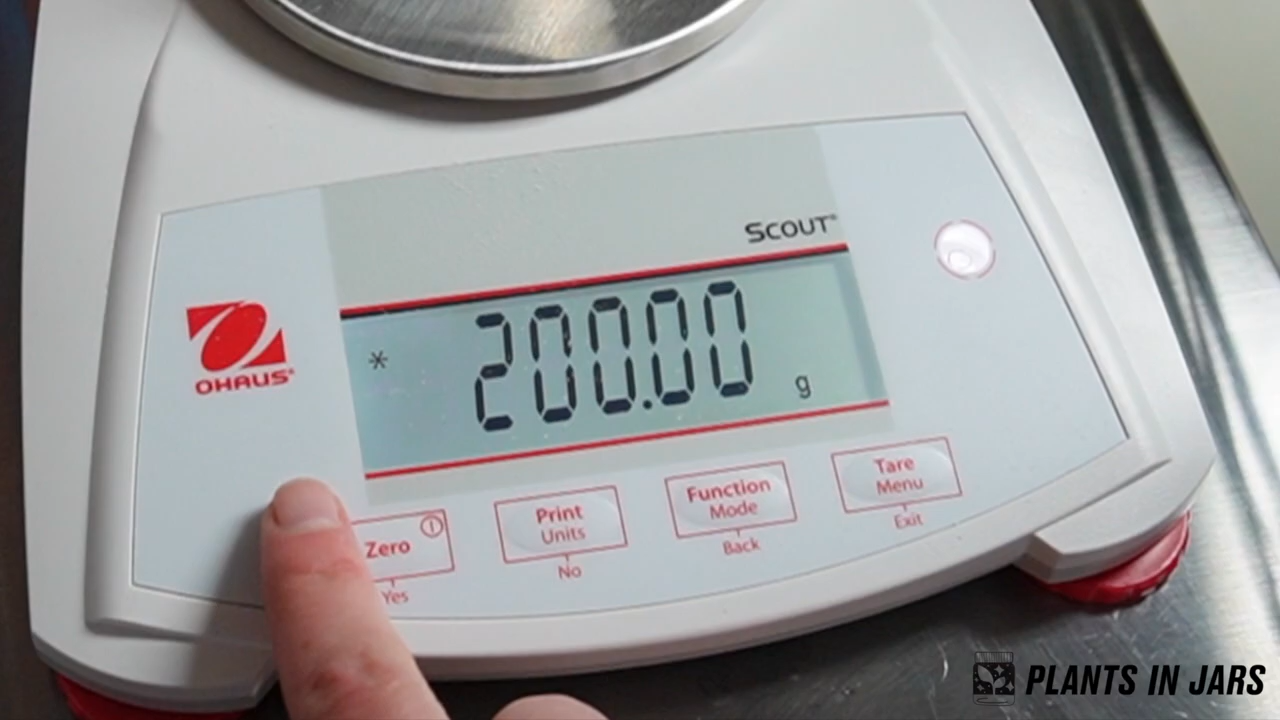 SCOUT®
OHAUS®
* 200.00 g
Zero
Yes
Print
Units
No
Function
Mode
Back
Tare
Menu
Exit
PLANTS IN JARS